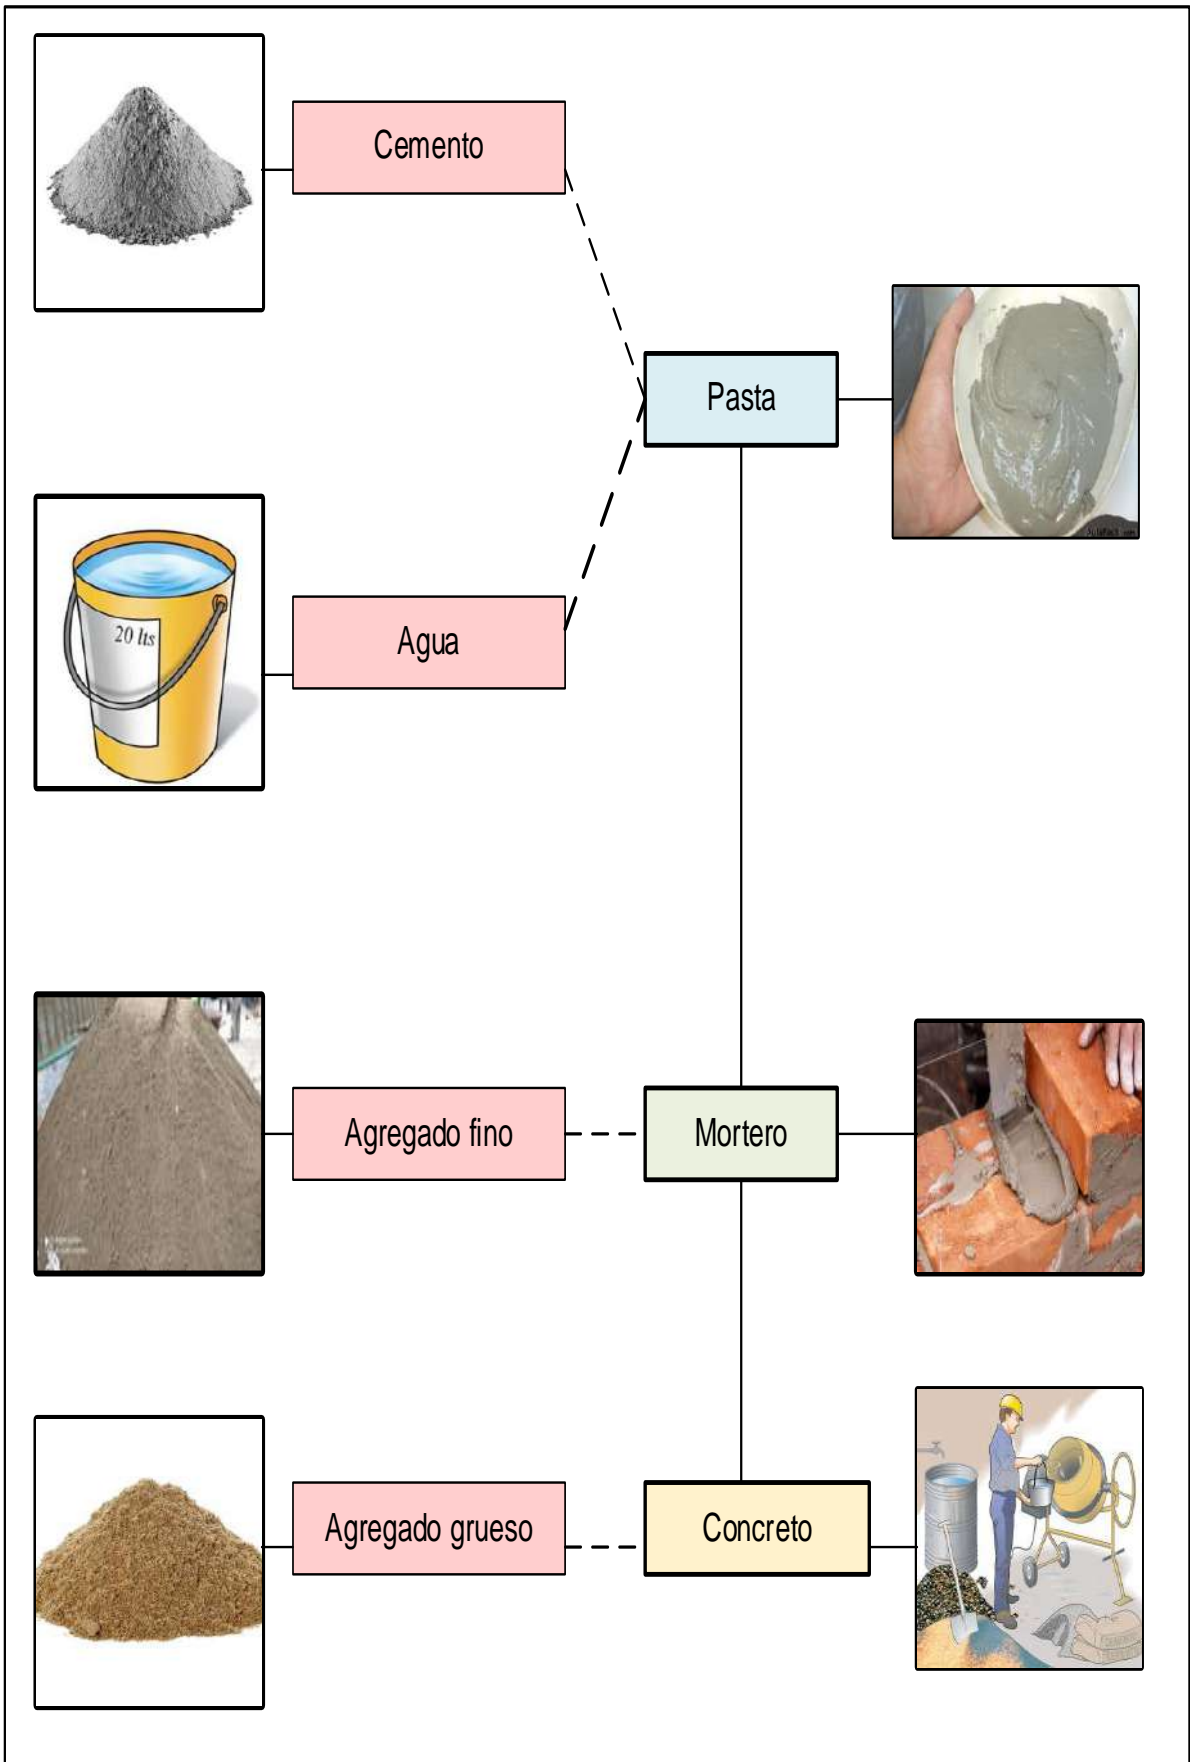 Cemento
Pasta
20 lts
Agua
Agregado fino
Mortero
Agregado grueso
Concreto